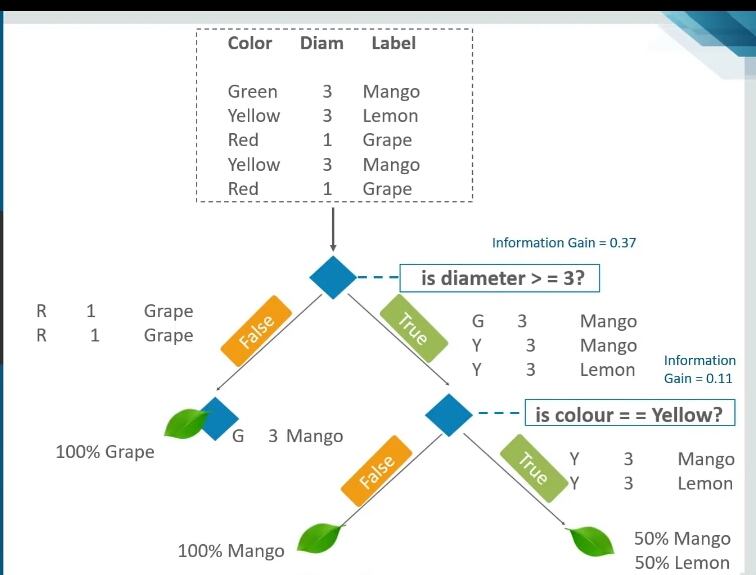 Color Diam Label
Green 3 Mango
Yellow 3 Lemon
Red 1 Grape
Yellow 3 Mango
Red 1 Grape
Information Gain = 0.37
is diameter > = 3?
R 1 Grape
R 1 Grape
False
True
G 3 Mango
Y 3 Mango
Y 3 Lemon
Information
Gain = 0.11
is colour = = Yellow?
G 3 Mango
100% Grape
False
True
Y 3 Mango
Y 3 Lemon
100% Mango
50% Mango
50% Lemon